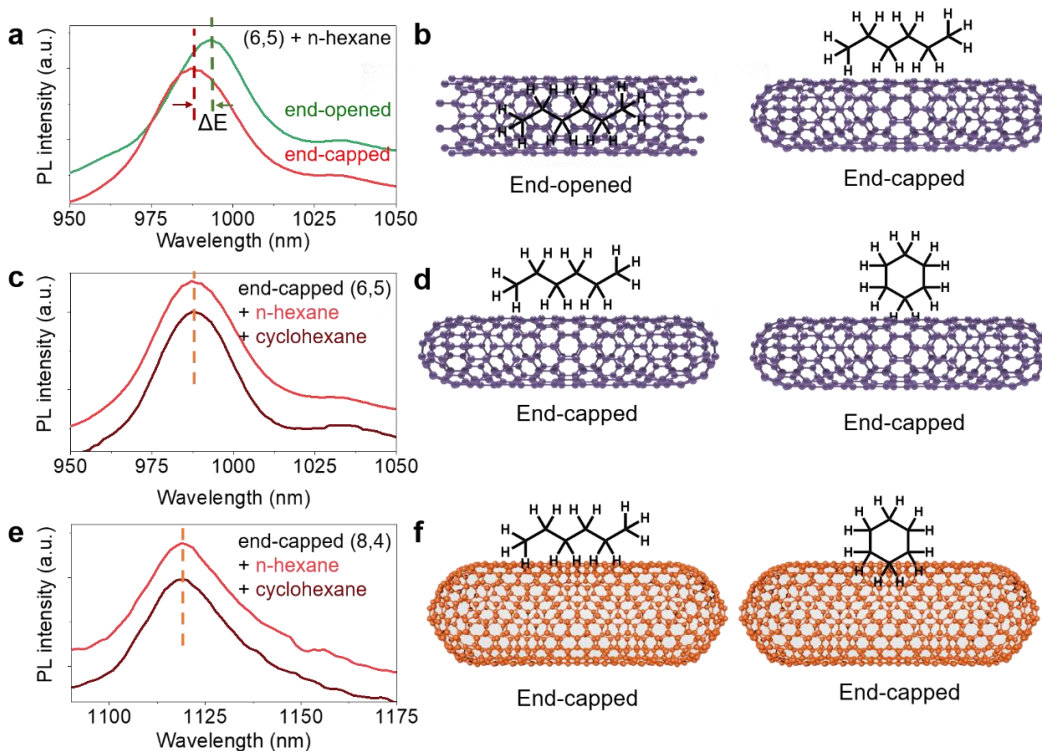 a
PL intensity (a.u.)
(6,5) + n-hexane
end-opened
ΔE
end-capped
950 975 1000 1025 1050
Wavelength (nm)
b
H H H H H H H H H H H H H H
End-opened
H H H H H H H H H H H H H H
End-capped
c
PL intensity (a.u.)
end-capped (6,5)
+ n-hexane
+ cyclohexane
950 975 1000 1025 1050
Wavelength (nm)
d
H H H H H H H H H H H H H H
End-capped
H H H H H H H H H H
End-capped
e
PL intensity (a.u.)
end-capped (8,4)
+ n-hexane
+ cyclohexane
1100 1125 1150 1175
Wavelength (nm)
f
H H H H H H H H H H H H H H
End-capped
H H H H H H H H H H
End-capped